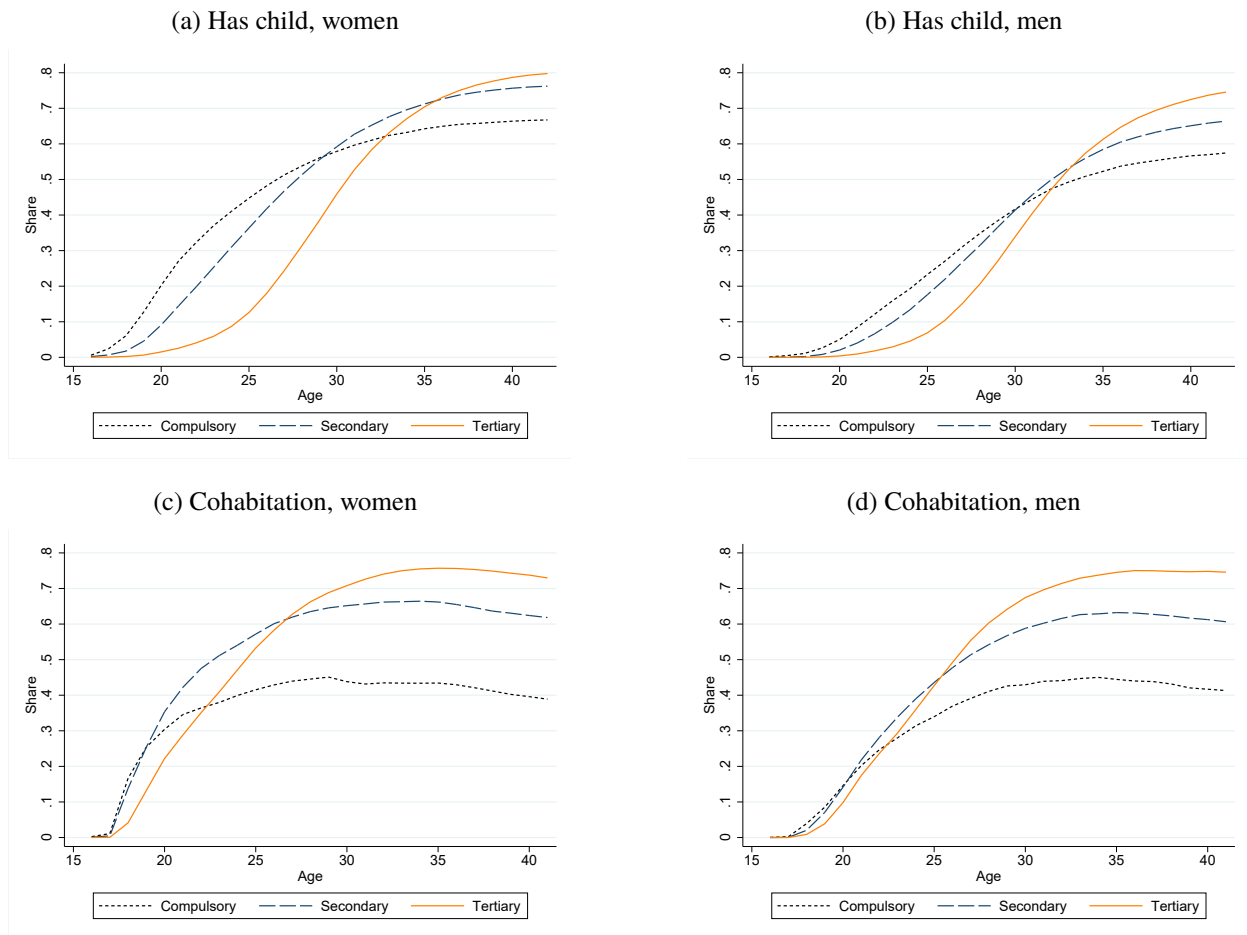 (a) Has child, women
(b) Has child, men
.8
.7
.6
.5
.4
.3
.2
.1
0
Share
15 20 25 30 35 40
Age
Compulsory Secondary Tertiary
.8
.7
.6
.5
.4
.3
.2
.1
0
Share
15 20 25 30 35 40
Age
Compulsory Secondary Tertiary
(c) Cohabitation, women
(d) Cohabitation, men
.8
.7
.6
.5
.4
.3
.2
.1
0
Share
15 20 25 30 35 40
Age
Compulsory Secondary Tertiary
.8
.7
.6
.5
.4
.3
.2
.1
0
Share
15 20 25 30 35 40
Age
Compulsory Secondary Tertiary